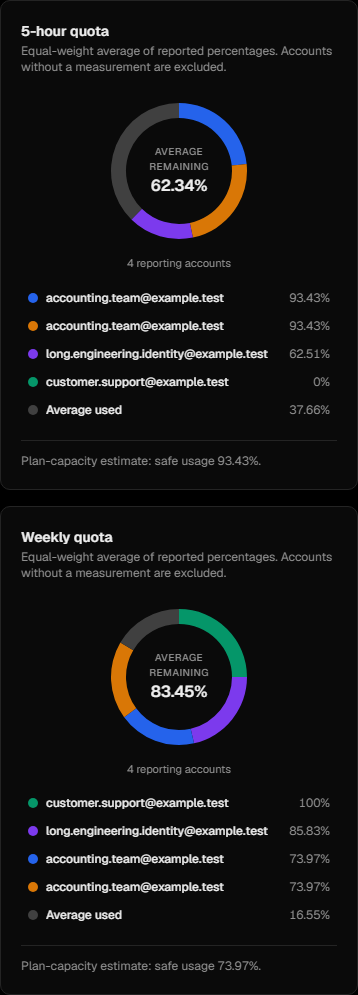 5-hour quota
Equal-weight average of reported percentages. Accounts
without a measurement are excluded.
AVERAGE
REMAINING
62.34%
4 reporting accounts
accounting.team@example.test 93.43%
accounting.team@example.test 93.43%
long.engineering.identity@example.test 62.51%
customer.support@example.test 0%
Average used 37.66%
Plan-capacity estimate: safe usage 93.43%.
Weekly quota
Equal-weight average of reported percentages. Accounts
without a measurement are excluded.
AVERAGE
REMAINING
83.45%
4 reporting accounts
customer.support@example.test 100%
long.engineering.identity@example.test 85.83%
accounting.team@example.test 73.97%
accounting.team@example.test 73.97%
Average used 16.55%
Plan-capacity estimate: safe usage 73.97%.